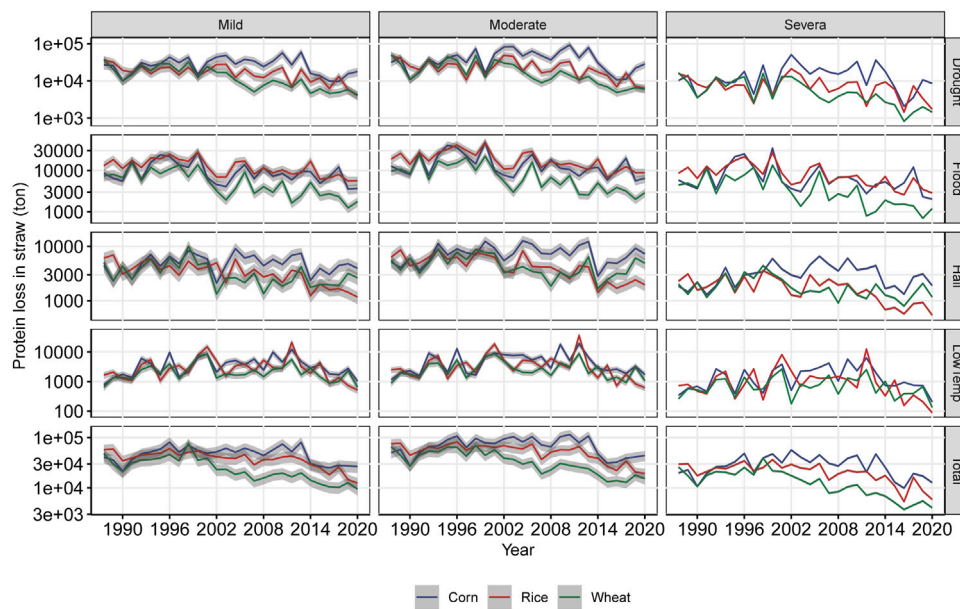 Mild Moderate Severa
1e+05
1e+04
1e+03
Drought
30000
10000
3000
1000
Flood
10000
3000
1000
Hail
10000
1000
100
Low Temp
1e+05
3e+04
1e+04
3e+03
Total
Protein loss in straw (ton)
1990 1996 2002 2008 2014 2020 1990 1996 2002 2008 2014 2020 1990 1996 2002 2008 2014 2020
Year
Corn Rice Wheat